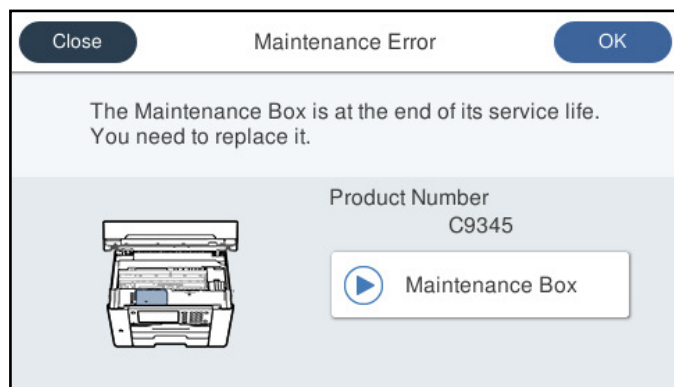 Close
Maintenance Error
OK
The Maintenance Box is at the end of its service life.
You need to replace it.
Product Number
C9345
Maintenance Box